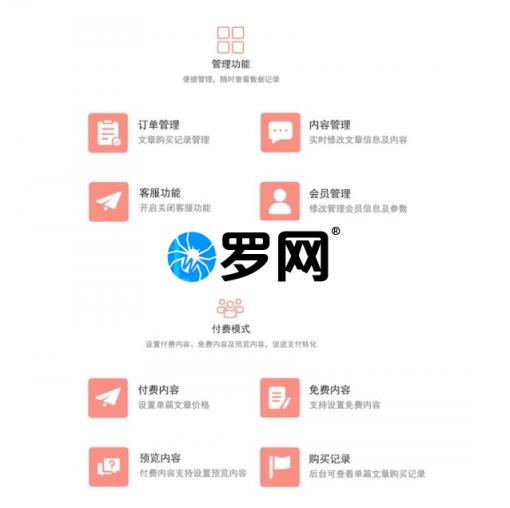 管理功能
便捷管理，随时查看数据记录
订单管理
文章购买记录管理
内容管理
实时修改文章信息及内容
客服功能
开启关闭客服功能
会员管理
修改管理会员信息及参数
罗网®
付费模式
设置付费内容、免费内容及预览内容，促进支付转化
付费内容
设置单篇文章价格
免费内容
支持设置免费内容
预览内容
付费内容支持设置预览内容
购买记录
后台可查看单篇文章购买记录